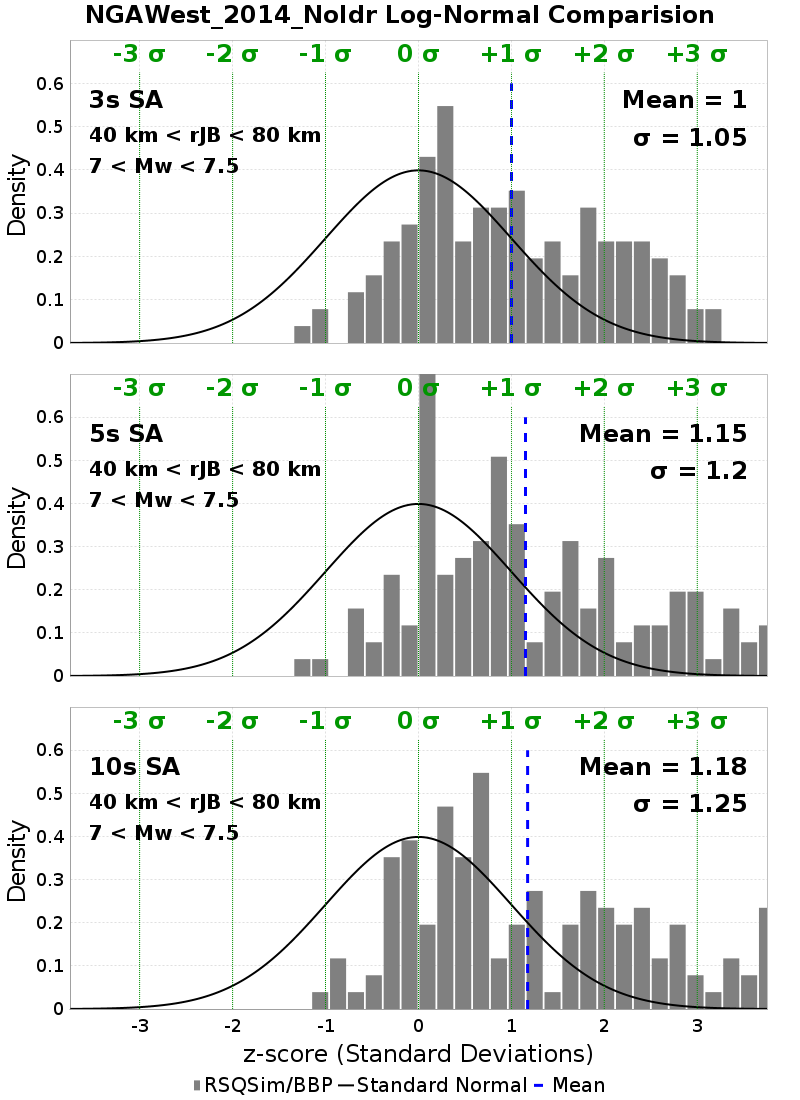 NGAWest_2014_NoIdr Log-Normal Comparision
-3 σ -2 σ -1 σ 0 σ +1 σ +2 σ +3 σ
3s SA
40 km < rJB < 80 km
7 < Mw < 7.5
Mean = 1
σ = 1.05
Density
0.6
0.5
0.4
0.3
0.2
0.1
0
-3 σ -2 σ -1 σ 0 σ +1 σ +2 σ +3 σ
5s SA
40 km < rJB < 80 km
7 < Mw < 7.5
Mean = 1.15
σ = 1.2
Density
0.6
0.5
0.4
0.3
0.2
0.1
0
-3 σ -2 σ -1 σ 0 σ +1 σ +2 σ +3 σ
10s SA
40 km < rJB < 80 km
7 < Mw < 7.5
Mean = 1.18
σ = 1.25
Density
0.6
0.5
0.4
0.3
0.2
0.1
0
-3 -2 -1 0 1 2 3
z-score (Standard Deviations)
RSQSim/BBP Standard Normal Mean